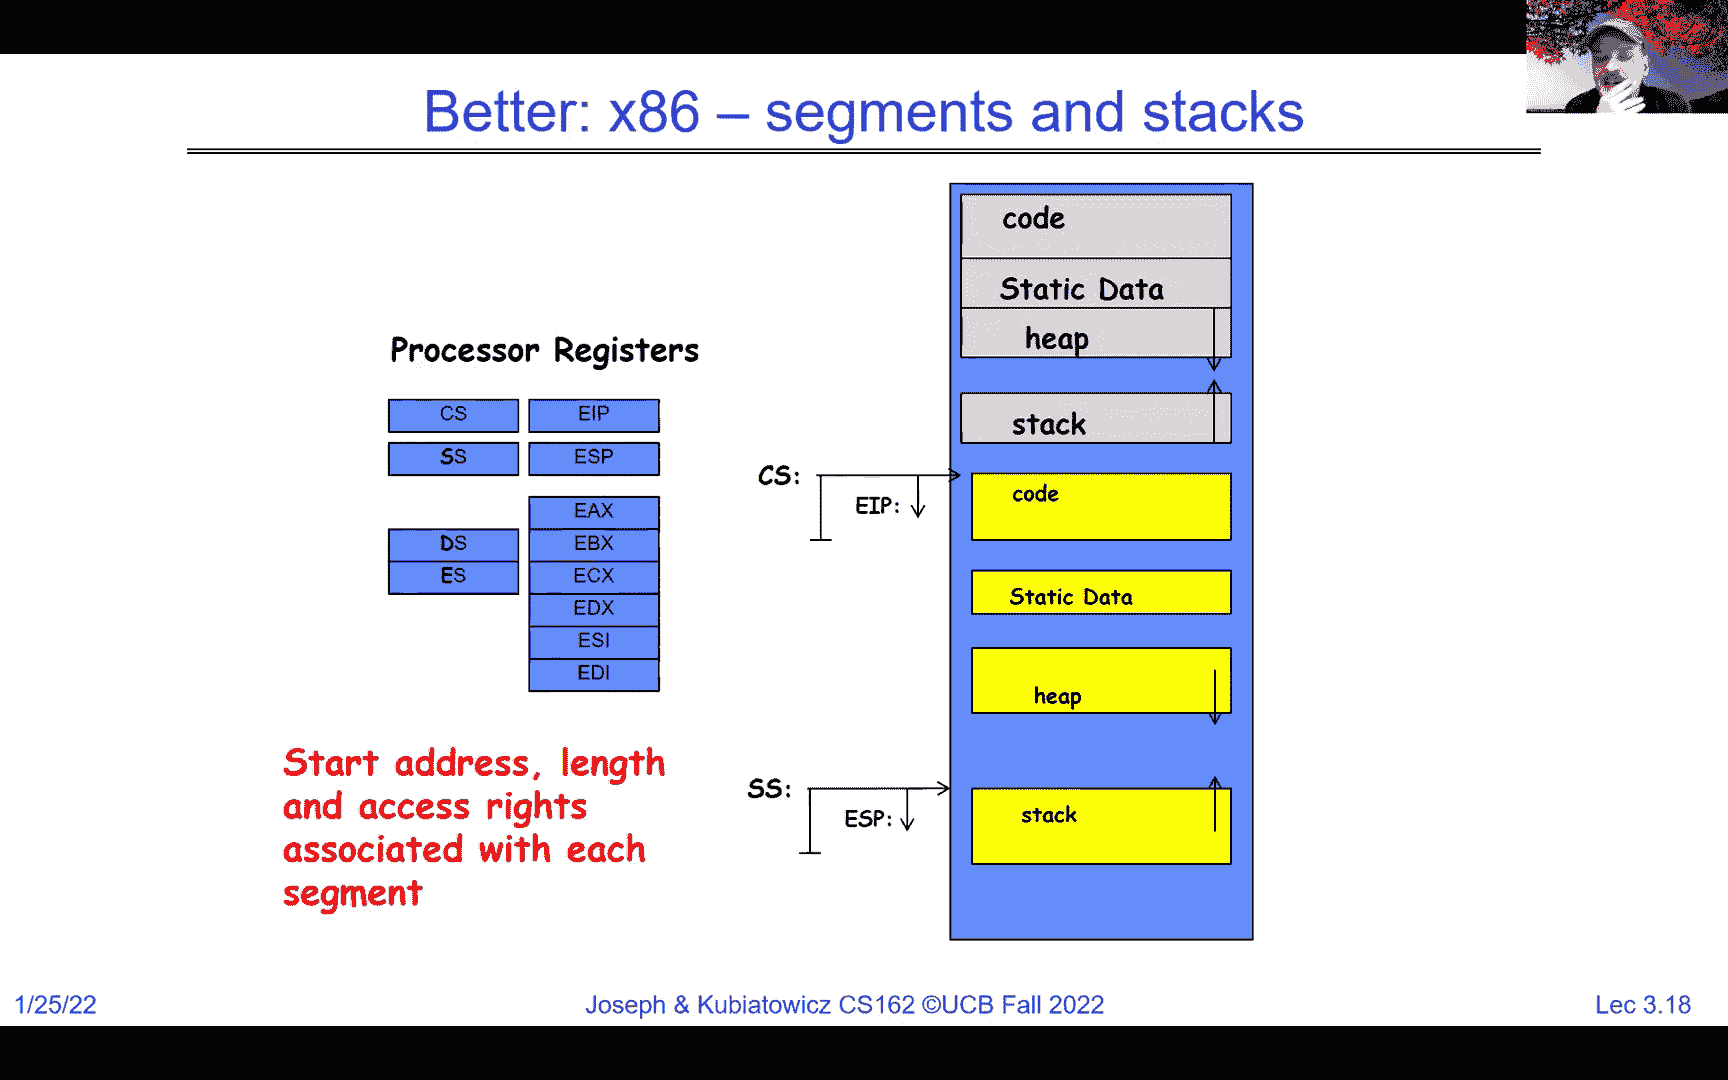 Better: x86 – segments and stacks
Processor Registers
CS
EIP
SS
ESP
EAX
DS
EBX
ES
ECX
EDX
ESI
EDI
Start address, length
and access rights
associated with each
segment
code
Static Data
heap
stack
CS:
EIP:
code
Static Data
heap
SS:
ESP:
stack
1/25/22
Joseph & Kubiatowicz CS162 ©UCB Fall 2022
Lec 3.18